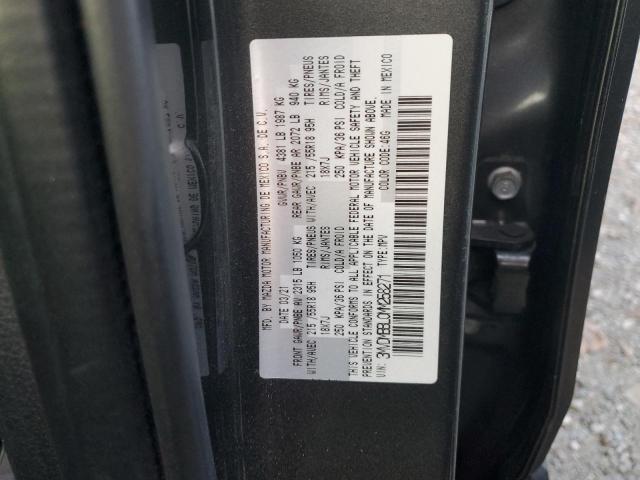 MFD. BY MAZDA MOTOR MANUFACTURING DE MEXICO S.A. DE C.V.
DATE 03/21 GVWR/PNBV 4381 LB 1987 KG
FRONT GAWR/PNBE AV 2315 LB 1050 KG REAR GAWR/PNBE AR 2072 LB 940 KG
WITH/AVEC 215 /55R18 95H TIRES/PNEUS WITH/AVEC 215 /55R18 95H TIRES/PNEUS
18X7J RIMS/JANTES 18X7J RIMS/JANTES
250 KPA/36 PSI COLD/A FROID 250 KPA/36 PSI COLD/A FROID
THIS VEHICLE CONFORMS TO ALL APPLICABLE FEDERAL MOTOR VEHICLE SAFETY AND THEFT
PREVENTION STANDARDS IN EFFECT ON THE DATE OF MANUFACTURE SHOWN ABOVE.
TYPE:MPV COLOR CODE:46G MADE IN MEXICO
VIN: